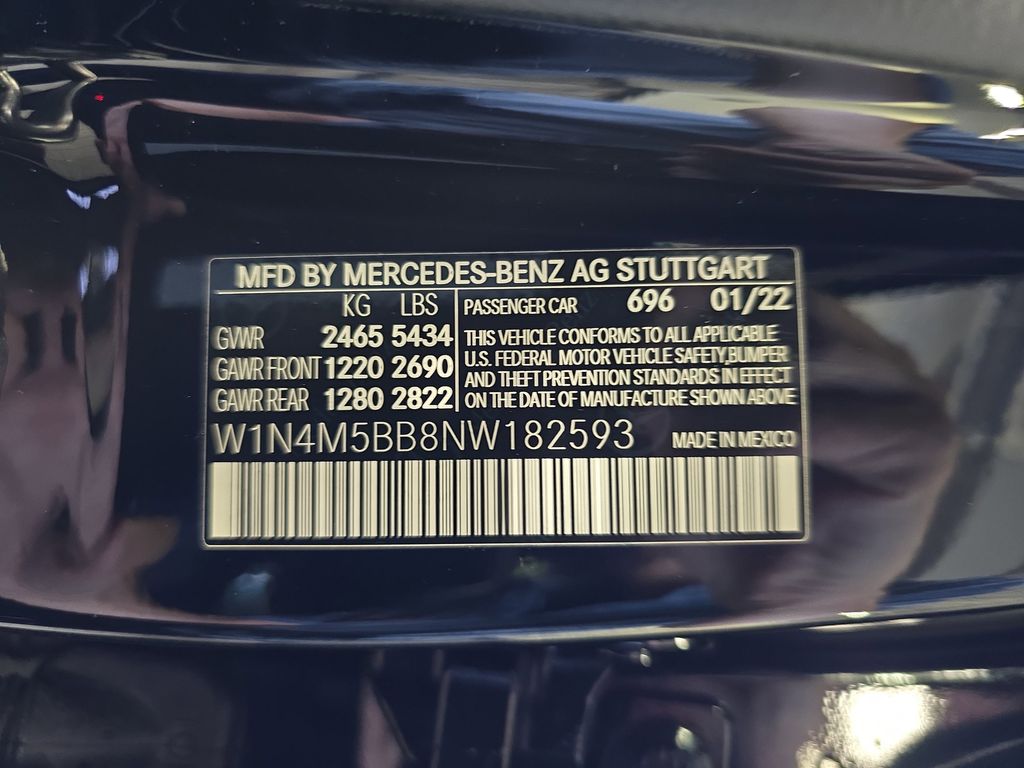 MFD BY MERCEDES-BENZ AG STUTTGART
KG LBS
GVWR 2465 5434
GAWR FRONT 1220 2690
GAWR REAR 1280 2822
PASSENGER CAR 696 01/22
THIS VEHICLE CONFORMS TO ALL APPLICABLE
U.S. FEDERAL MOTOR VEHICLE SAFETY,BUMPER
AND THEFT PREVENTION STANDARDS IN EFFECT
ON THE DATE OF MANUFACTURE SHOWN ABOVE
W1N4M5BB8NW182593 MADE IN MEXICO